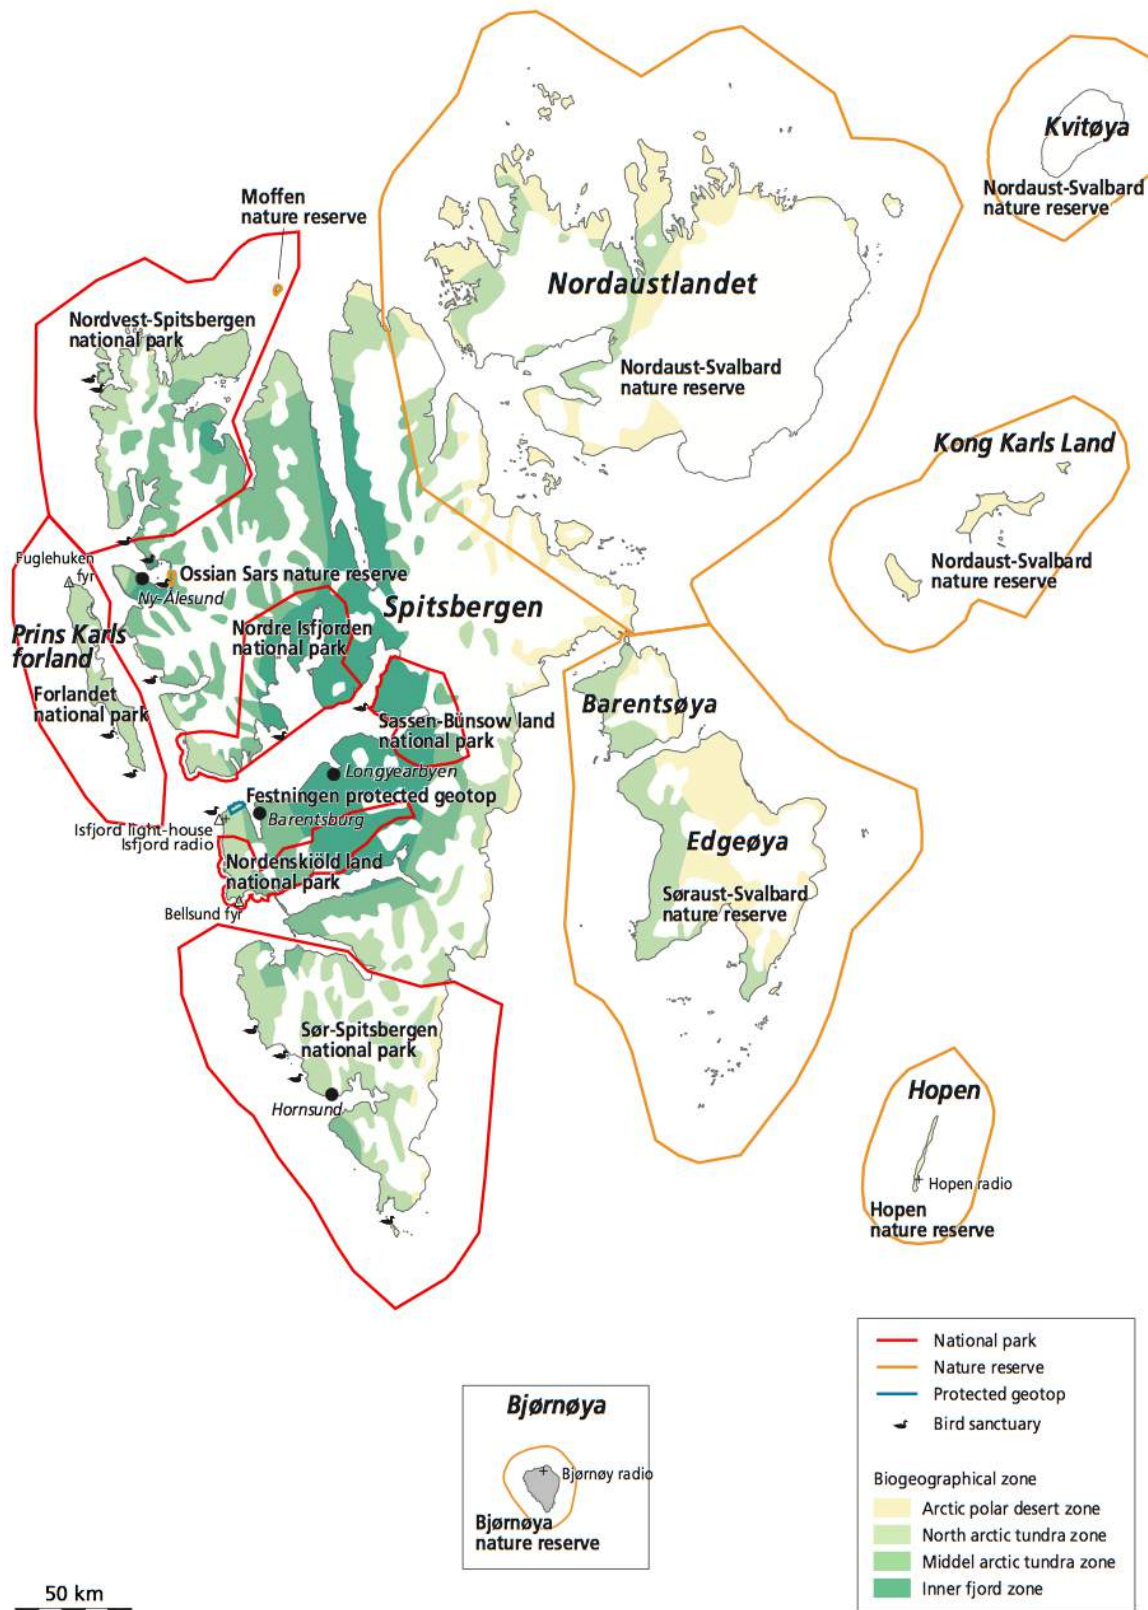 Kvitøya
Nordaust-Svalbard
nature reserve
Moffen
nature reserve
Nordaustlandet
Nordvest-Spitsbergen
national park
Nordaust-Svalbard
nature reserve
Kong Karls Land
Nordaust-Svalbard
nature reserve
Fuglehuken
fyr
Ossian Sars nature reserve
Ny-Ålesund
Spitsbergen
Nordre Isfjorden
national park
Prins Karls
forland
Forlandet
national park
Barentsøya
Sassen-Bünsow land
national park
Longyearbyen
Festningen protected geotop
Barentsburg
Isfjord light-house
Isfjord radio
Edgeøya
Nordenskiöld land
national park
Søraust-Svalbard
nature reserve
Bellsund fyr
Sør-Spitsbergen
national park
Hornsund
Hopen
Hopen radio
Hopen
nature reserve
National park
Nature reserve
Protected geotop
Bird sanctuary
Biogeographical zone
Arctic polar desert zone
North arctic tundra zone
Middel arctic tundra zone
Inner fjord zone
Bjørnøya
Bjørnøy radio
Bjørnøya
nature reserve
50 km